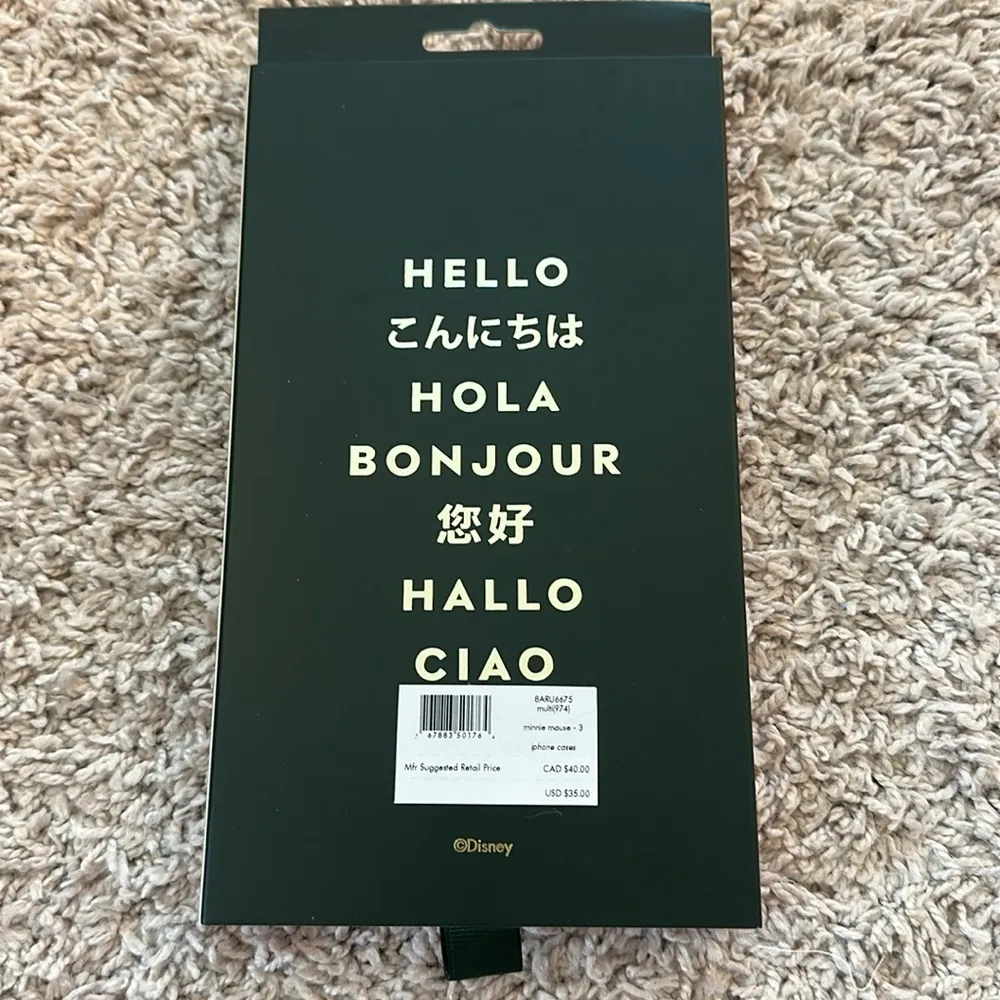 HELLO
こんにちは
HOLA
BONJOUR
您好
HALLO
CIAO
BARU6675
multi(974)
minnie mouse - 3
iphone cases
Mfr Suggested Retail Price CAD $40.00
USD $35.00
©Disney